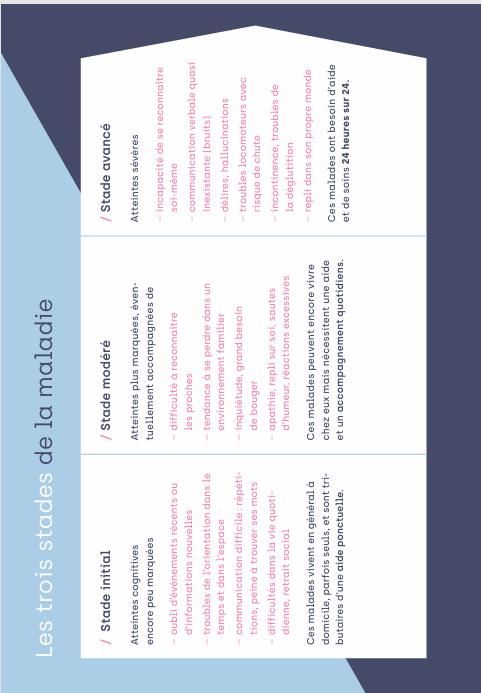 Les trois stades de la maladie
/ Stade initial
Atteintes cognitives
encore peu marquées
– oubli d'événements récents ou
d'informations nouvelles
– troubles de l'orientation dans le
temps et dans l'espace
– communication difficile : répéti-
tions, peine à trouver ses mots
– difficultés dans la vie quoti-
dienne, retrait social
Ces malades vivent en général à
domicile, parfois seuls, et sont tri-
butaires d'une aide ponctuelle.
/ Stade modéré
Atteintes plus marquées, éven-
tuellement accompagnées de
– difficulté à reconnaître
les proches
– tendance à se perdre dans un
environnement familier
– inquiétude, grand besoin
de bouger
– apathie, repli sur soi, sautes
d'humeur, réactions excessives
Ces malades peuvent encore vivre
chez eux mais nécessitent une aide
et un accompagnement quotidiens.
/ Stade avancé
Atteintes sévères
– incapacité de se reconnaître
soi-même
– communication verbale quasi
inexistante (bruits)
– délires, hallucinations
– troubles locomoteurs avec
risque de chute
– incontinence, troubles de
la déglutition
– repli dans son propre monde
Ces malades ont besoin d'aide
et de soins 24 heures sur 24.